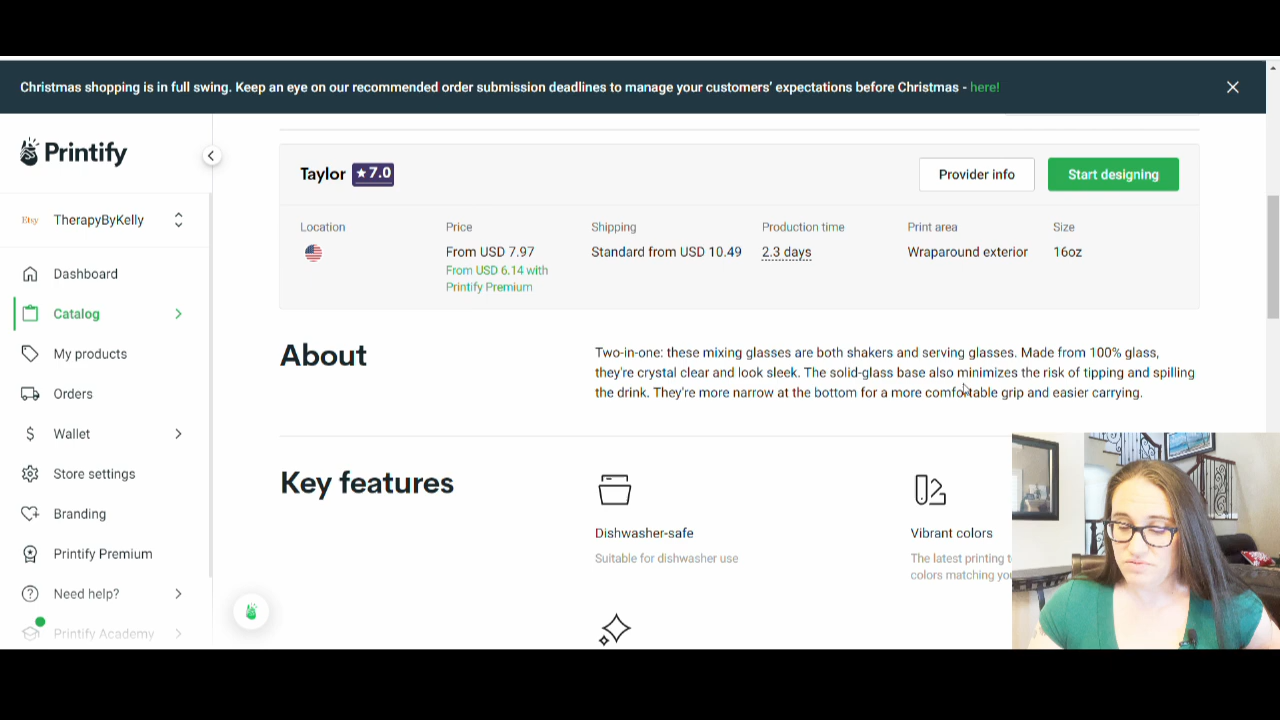 Christmas shopping is in full swing. Keep an eye on our recommended order submission deadlines to manage your customers' expectations before Christmas - here!
Printify
Etsy TherapyByKelly
Dashboard
Catalog
My products
Orders
Wallet
Store settings
Branding
Printify Premium
Need help?
Printify Academy
Taylor ★ 7.0
Provider info
Start designing
Location
Price
Shipping
Production time
Print area
Size
From USD 7.97
Standard from USD 10.49
2.3 days
Wraparound exterior
16oz
From USD 6.14 with
Printify Premium
About
Two-in-one: these mixing glasses are both shakers and serving glasses. Made from 100% glass,
they're crystal clear and look sleek. The solid-glass base also minimizes the risk of tipping and spilling
the drink. They're more narrow at the bottom for a more comfortable grip and easier carrying.
Key features
Dishwasher-safe
Suitable for dishwasher use
Vibrant colors
The latest printing
colors matching